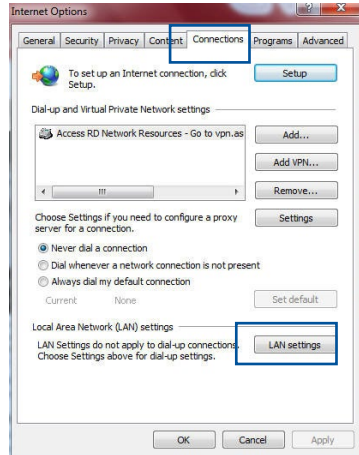 Internet Options
General Security Privacy Content Connections Programs Advanced
To set up an Internet connection, click
Setup.
Setup
Dial-up and Virtual Private Network settings
Access RD Network Resources - Go to vpn.as
Add...
Add VPN...
Remove...
Choose Settings if you need to configure a proxy
server for a connection.
Settings
Never dial a connection
Dial whenever a network connection is not present
Always dial my default connection
Current None
Set default
Local Area Network (LAN) settings
LAN Settings do not apply to dial-up connections.
Choose Settings above for dial-up settings.
LAN settings
OK Cancel Apply